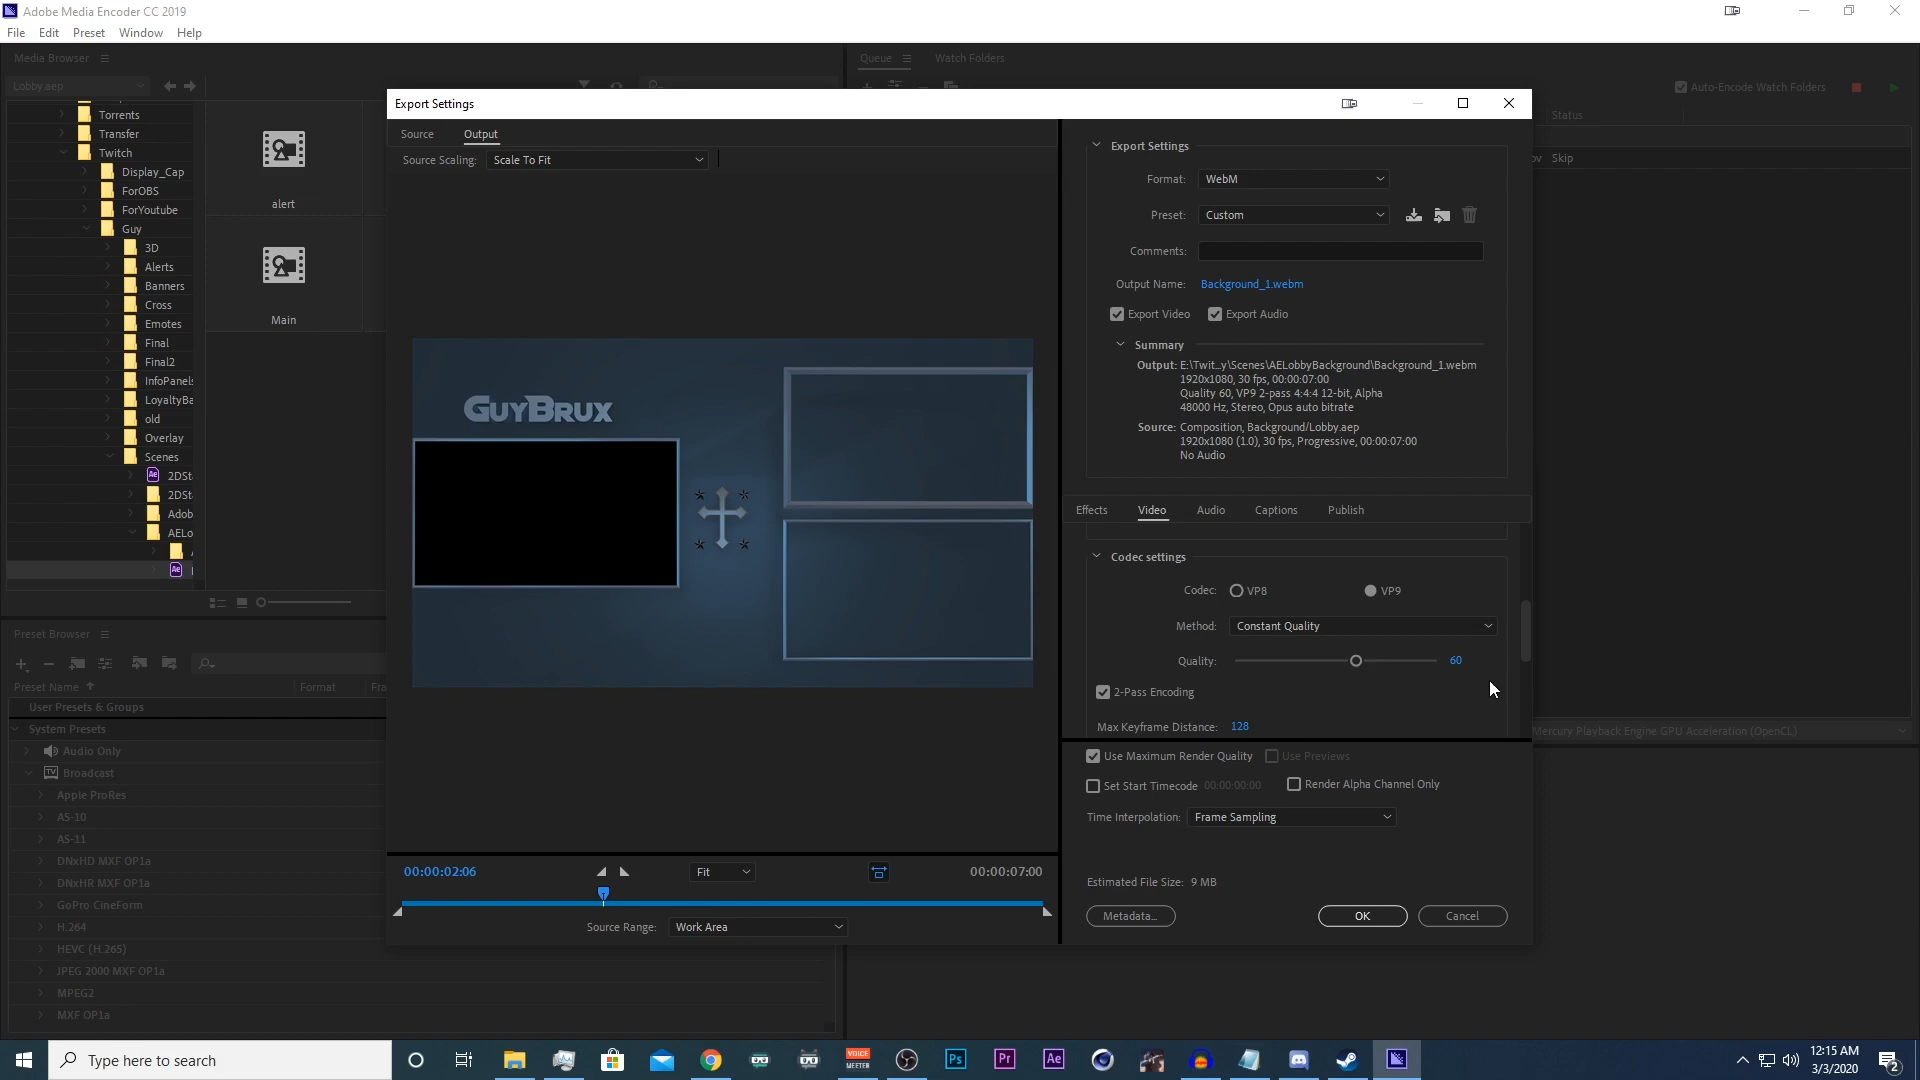 Adobe Media Encoder CC 2019
File Edit Preset Window Help
Media Browser
Queue
Watch Folders
Lobby.aep
Auto-Encode Watch Folders
Status
Skip
Torrents
Transfer
Twitch
Display_Cap
ForOBS
ForYoutube
Guy
3D
Alerts
Banners
Cross
Emotes
Final
Final2
InfoPanels
LoyaltyBa
old
Overlay
Scenes
Ae 2DSt
2DSt
Adob
AELo
Ae
alert
Main
Preset Browser
Preset Name
Format
Fra
User Presets & Groups
System Presets
Audio Only
TV Broadcast
Apple ProRes
AS-10
AS-11
DNxHD MXF OP1a
DNxHR MXF OP1a
GoPro CineForm
H.264
HEVC (H.265)
JPEG 2000 MXF OP1a
MPEG2
MXF OP1a
Export Settings
Source Output
Source Scaling: Scale To Fit
GUYBRUX
00:00:02:06
Fit
00:00:07:00
Source Range: Work Area
Export Settings
Format: WebM
Preset: Custom
Comments:
Output Name: Background_1.webm
Export Video Export Audio
Summary
Output: E:\Twit...y\Scenes\AELobbyBackground\Background_1.webm
1920x1080, 30 fps, 00:00:07:00
Quality 60, VP9 2-pass 4:4:4 12-bit, Alpha
48000 Hz, Stereo, Opus auto bitrate
Source: Composition, Background/Lobby.aep
1920x1080 (1.0), 30 fps, Progressive, 00:00:07:00
No Audio
Effects Video Audio Captions Publish
Codec settings
Codec: VP8 VP9
Method: Constant Quality
Quality: 60
2-Pass Encoding
Max Keyframe Distance: 128
Use Maximum Render Quality Use Previews
Set Start Timecode 00:00:00:00 Render Alpha Channel Only
Time Interpolation: Frame Sampling
Estimated File Size: 9 MB
Metadata... OK Cancel
Mercury Playback Engine GPU Acceleration (OpenCL)
Type here to search
VOICE
MEETER
Ps
Pr
Ae
12:15 AM
3/3/2020
2